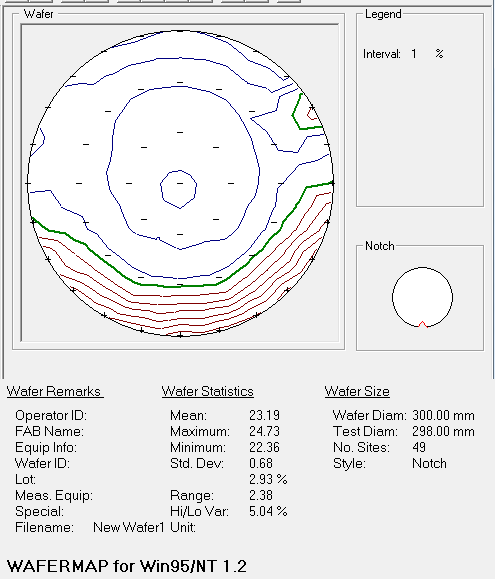 Wafer
Legend
Interval: 1 %
Notch
Wafer Remarks
Operator ID:
FAB Name:
Equip Info:
Wafer ID:
Lot:
Meas. Equip:
Special:
Filename: New Wafer1
Wafer Statistics
Mean: 23.19
Maximum: 24.73
Minimum: 22.36
Std. Dev: 0.68
2.93 %
Range: 2.38
Hi/Lo Var: 5.04 %
Unit:
Wafer Size
Wafer Diam: 300.00 mm
Test Diam: 298.00 mm
No. Sites: 49
Style: Notch
WAFERMAP for Win95/NT 1.2